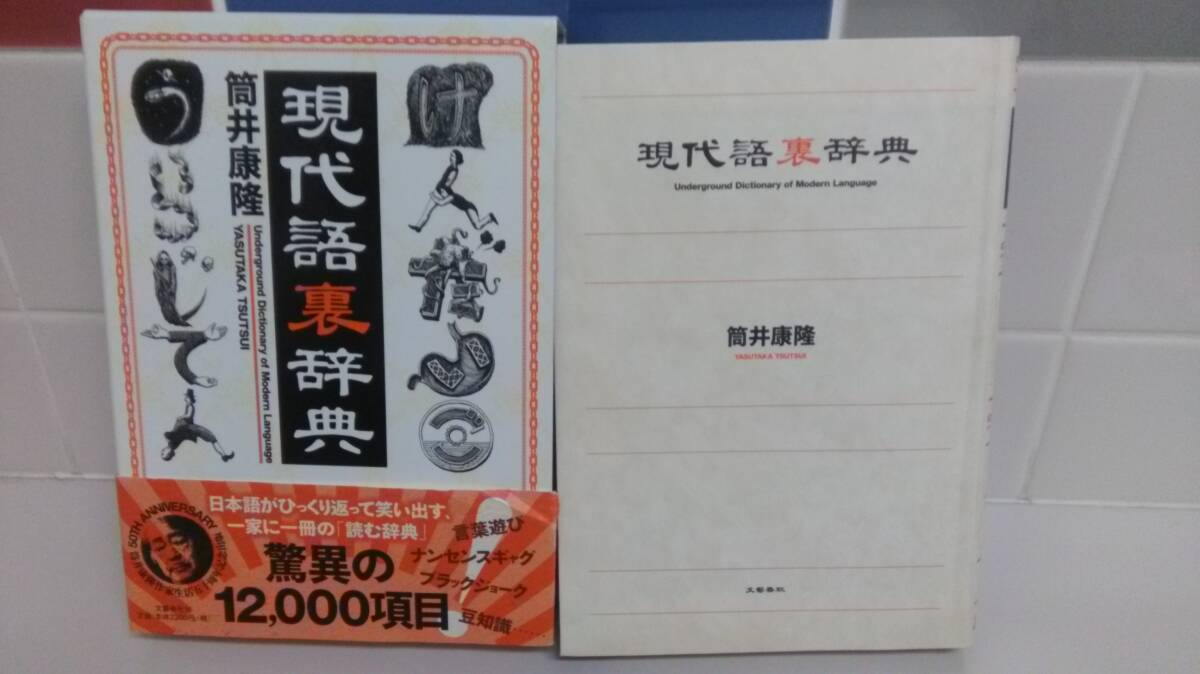 現代語裏辞典
筒井康隆
Underground Dictionary of Modern Language
YASUTAKA TSUTSUI
け
う
じ
て
日本語がひっくり返って笑い出す、
一家に一冊の「読む辞典」
驚異の
12,000項目
言葉遊び
ナンセンスギャグ
ブラックジョーク
豆知識……
50TH ANNIVERSARY
現代語裏辞典
Underground Dictionary of Modern Language
筒井康隆
YASUTAKA TSUTSUI
文藝春秋